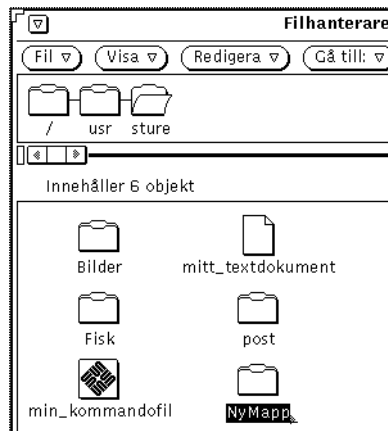 Filhanterare
Fil Visa Redigera Gå till:
/ usr sture
Innehåller 6 objekt
Bilder mitt_textdokument
Fisk post
min_kommandofil NyMapp